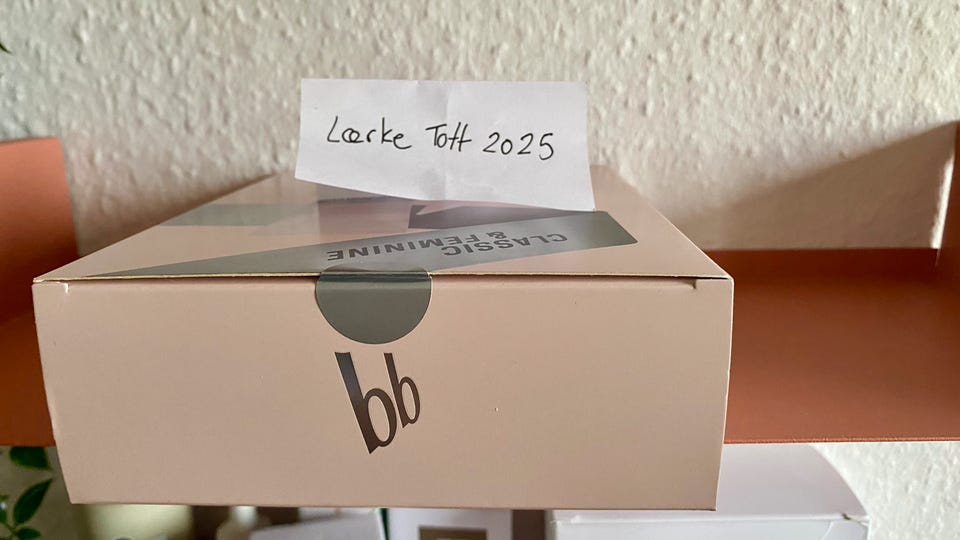 Lærke Toft 2025
CLASSIC
& FEMININE
bb